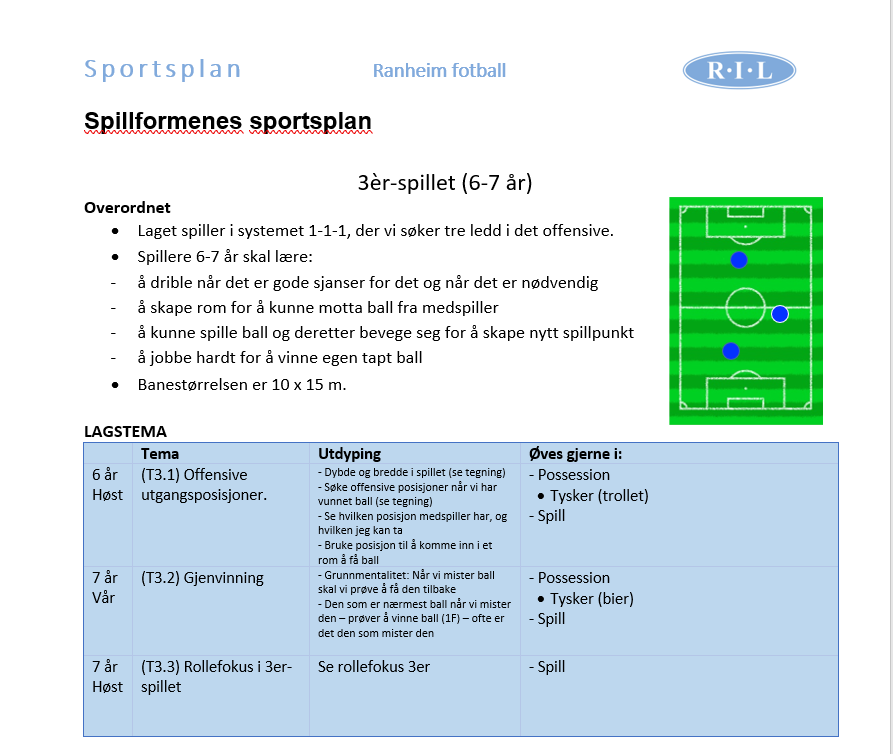 Sportsplan Ranheim fotball R·I·L
Spillformenes sportsplan
3èr-spillet (6-7 år)
Overordnet
• Laget spiller i systemet 1-1-1, der vi søker tre ledd i det offensive.
• Spillere 6-7 år skal lære:
- å drible når det er gode sjanser for det og når det er nødvendig
- å skape rom for å kunne motta ball fra medspiller
- å kunne spille ball og deretter bevege seg for å skape nytt spillpunkt
- å jobbe hardt for å vinne egen tapt ball
• Banestørrelsen er 10 x 15 m.
LAGSTEMA
Tema Utdyping Øves gjerne i:
6 år
Høst
(T3.1) Offensive
utgangsposisjoner.
- Dybde og bredde i spillet (se tegning)
- Søke offensive posisjoner når vi har
vunnet ball (se tegning)
- Se hvilken posisjon medspiller har, og
hvilken jeg kan ta
- Bruke posisjon til å komme inn i et
rom å få ball
- Possession
• Tysker (trollet)
- Spill
7 år
Vår
(T3.2) Gjenvinning
- Grunnmentalitet: Når vi mister ball
skal vi prøve å få den tilbake
- Den som er nærmest ball når vi mister
den – prøver å vinne ball (1F) – ofte er
det den som mister den
- Possession
• Tysker (bier)
- Spill
7 år
Høst
(T3.3) Rollefokus i 3er-
spillet
Se rollefokus 3er
- Spill